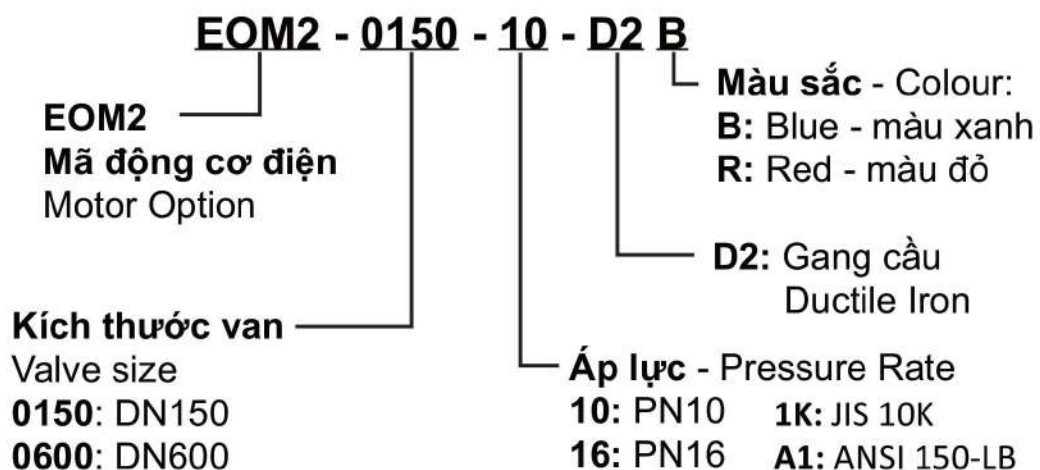 EOM2 - 0150 - 10 - D2 B
Màu sắc - Colour:
B: Blue - màu xanh
R: Red - màu đỏ
EOM2
Mã động cơ điện
Motor Option
D2: Gang cầu
Ductile Iron
Kích thước van
Valve size
0150: DN150
0600: DN600
Áp lực - Pressure Rate
10: PN10 1K: JIS 10K
16: PN16 A1: ANSI 150-LB